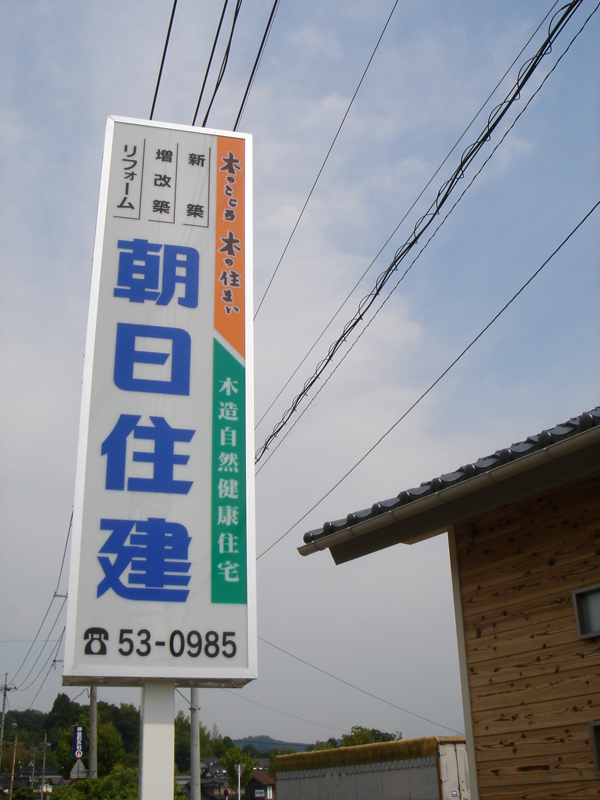 木のところ 木の住まい
新築
増改築
リフォーム
朝日住建
木造自然健康住宅
☎53-0985